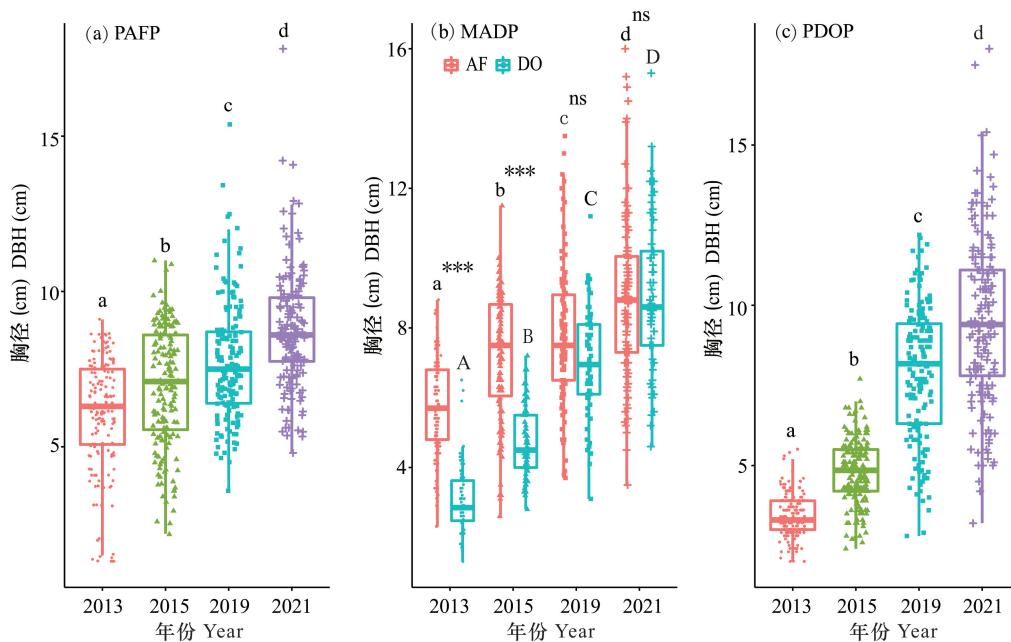 (a) PAFP
胸径 (cm) DBH (cm)
15
10
5
a
b
c
d
2013 2015 2019 2021
年份 Year
(b) MADP
AF DO
胸径 (cm) DBH (cm)
16
12
8
4
a
***
A
b
***
B
c
ns
C
d
ns
D
2013 2015 2019 2021
年份 Year
(c) PDOP
胸径 (cm) DBH (cm)
15
10
5
a
b
c
d
2013 2015 2019 2021
年份 Year